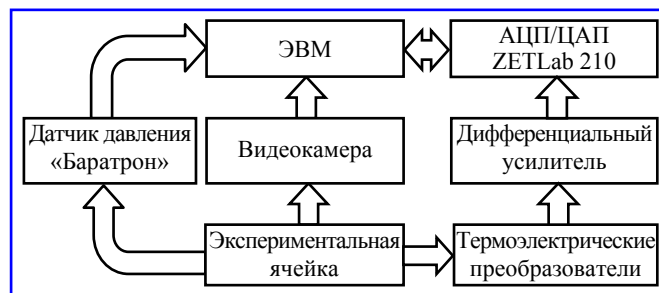 ЭВМ
АЦП/ЦАП
ZETLab 210
Датчик давления
«Баратрон»
Видеокамера
Дифференциальный
усилитель
Экспериментальная
ячейка
Термоэлектрические
преобразователи